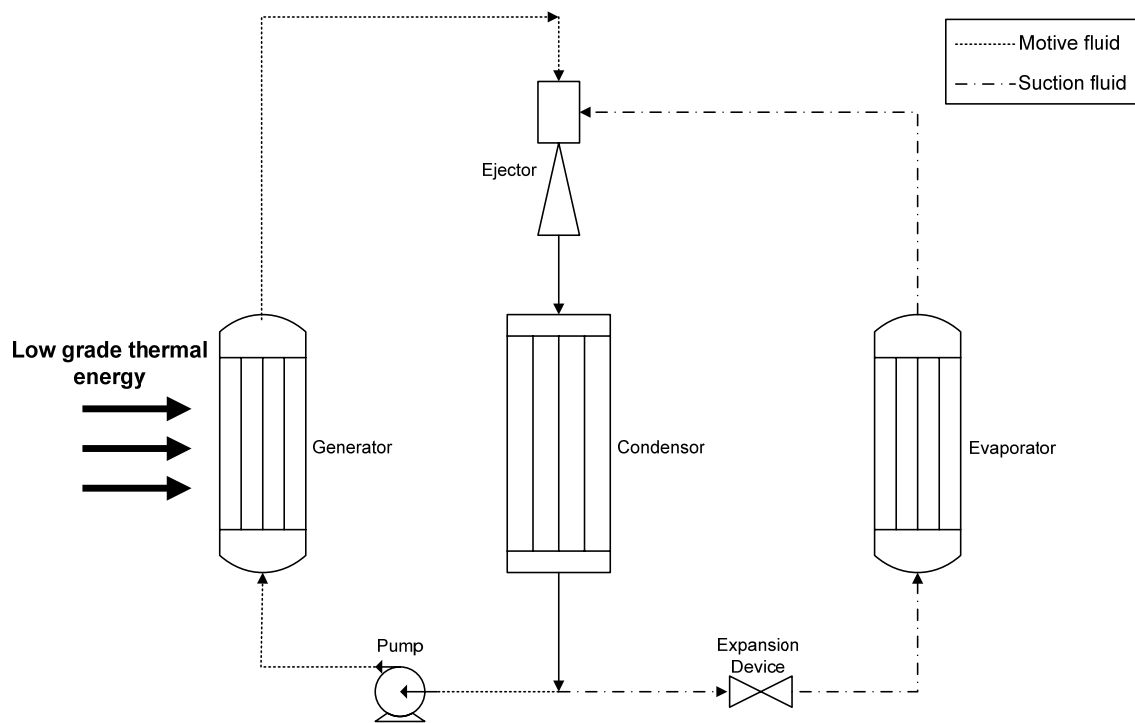 Motive fluid
Suction fluid
Ejector
Low grade thermal
energy
Generator
Condensor
Evaporator
Pump
Expansion
Device